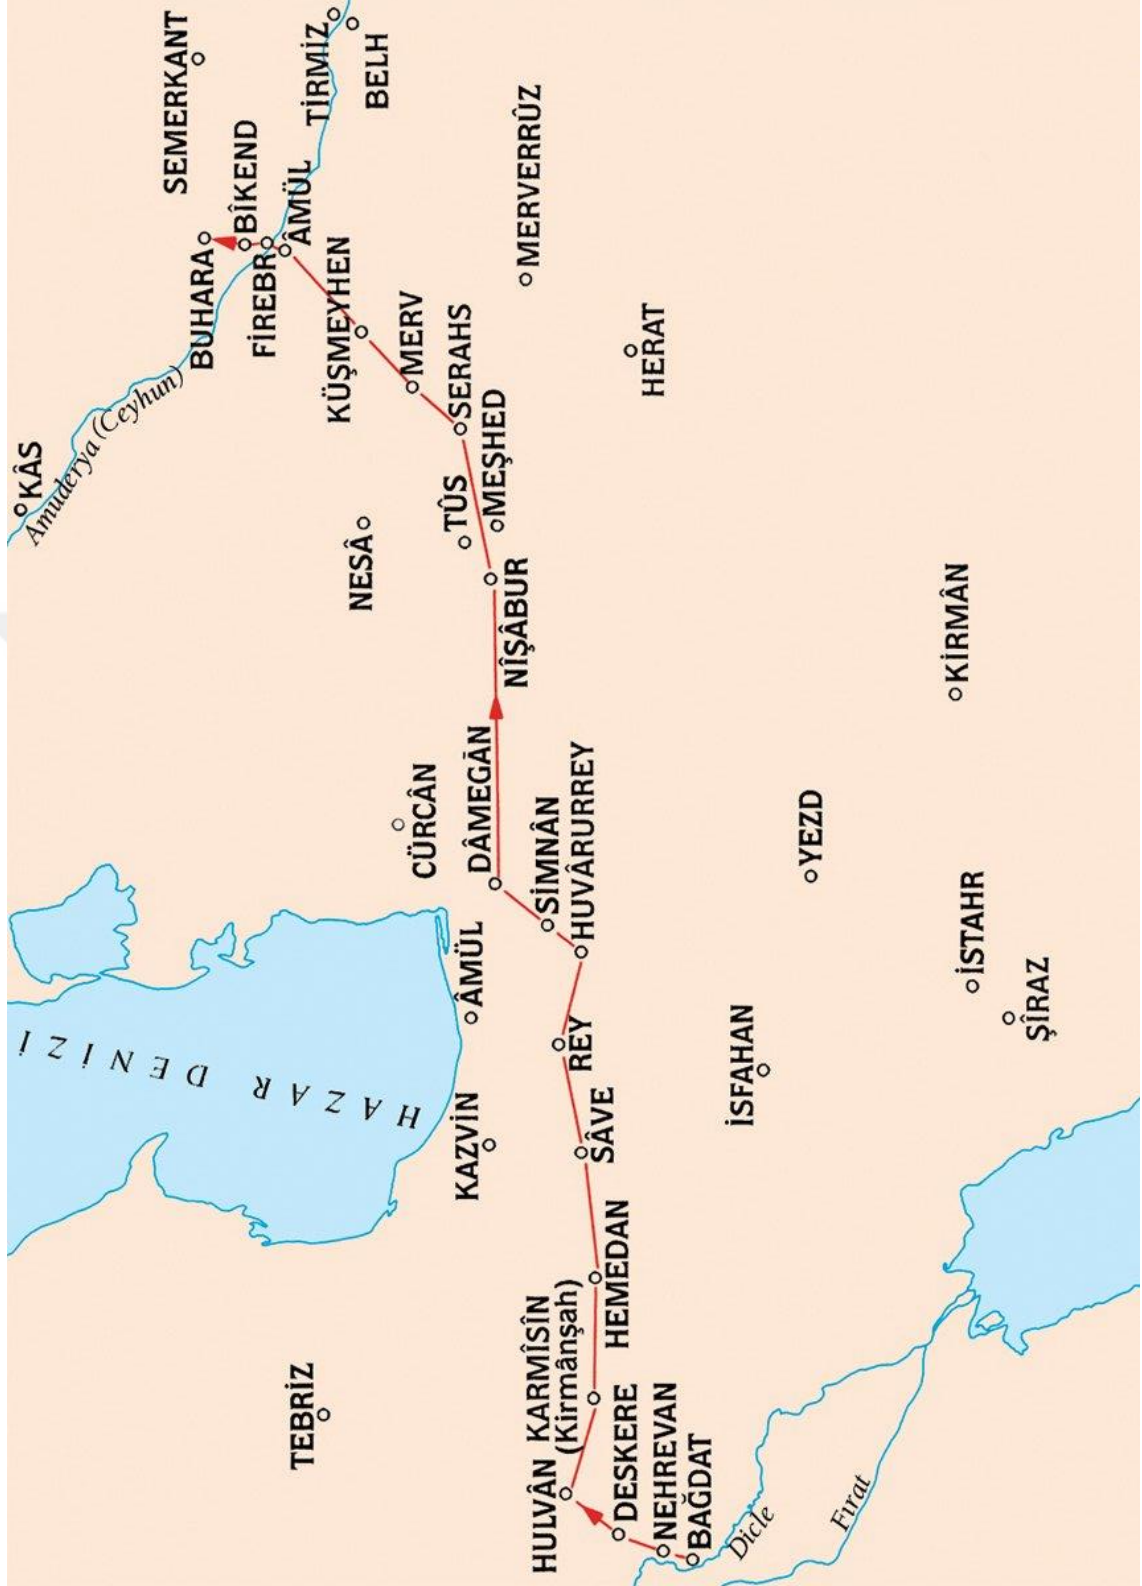 KÂS
Amuderya (Ceyhun)
SEMERKANT
BUHARA
BÎKEND
FİREBR
ÂMÜL
TİRMİZ
BELH
KÜŞMEYHEN
MERV
SERAHS
MERVERRÛZ
HERAT
NESÂ
TÛS
MEŞHED
NÎŞÂBUR
HAZAR DENİZİ
CÜRCÂN
DÂMEGĀN
SİMNÂN
HUVÂRURREY
ÂMÜL
REY
KAZVİN
SÂVE
HEMEDAN
KARMÎSÎN
(Kirmânşah)
HULVÂN
DESKERE
NEHREVAN
BAĞDAT
TEBRİZ
İSFAHAN
YEZD
KİRMÂN
İSTAHR
ŞÎRAZ
Dicle
Fırat